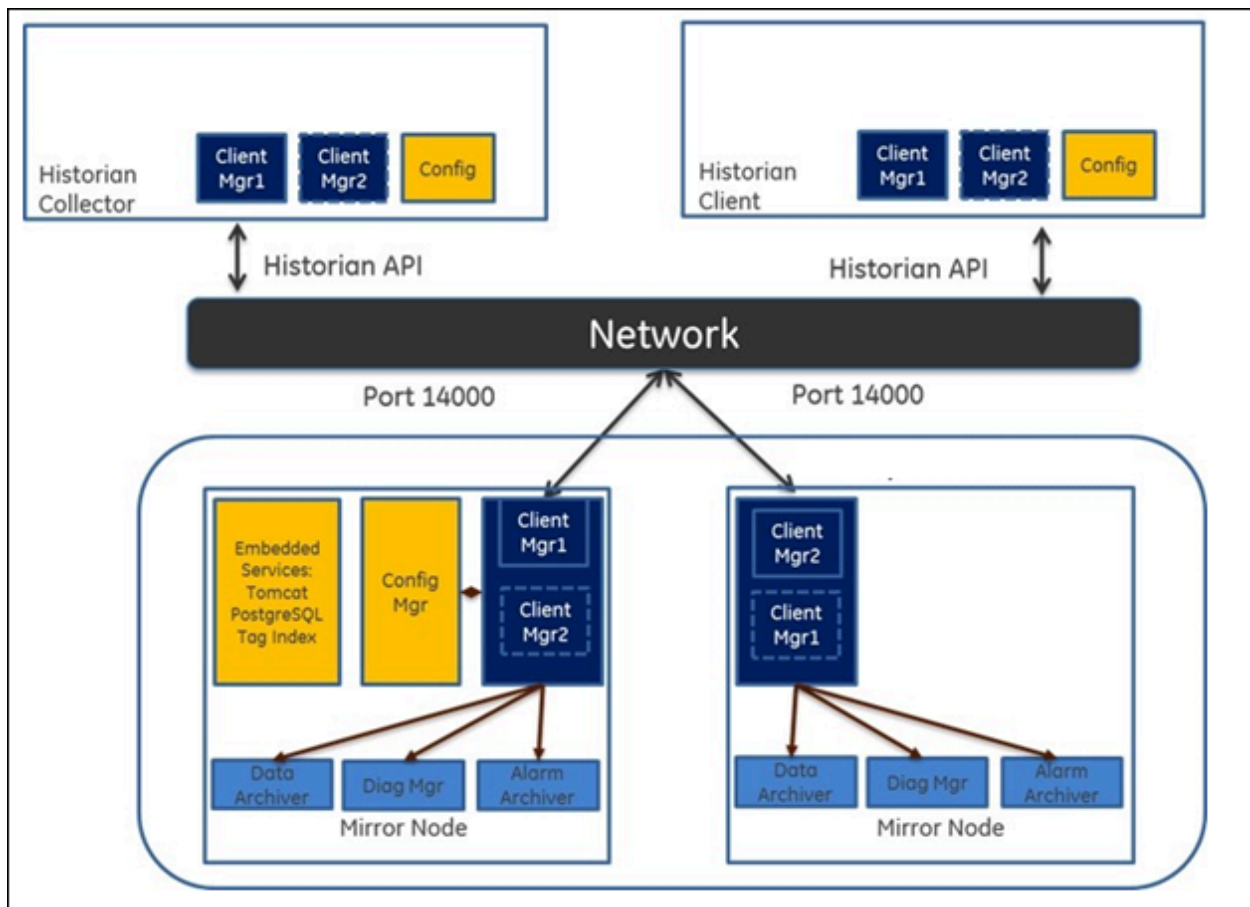 Historian
Collector
Client
Mgr1
Client
Mgr2
Config
Historian
Client
Client
Mgr1
Client
Mgr2
Config
Historian API
Historian API
Network
Port 14000
Port 14000
Embedded
Services:
Tomcat
PostgreSQL
Tag Index
Config
Mgr
Client
Mgr1
Client
Mgr2
Client
Mgr2
Client
Mgr1
Data
Archiver
Diag Mgr
Alarm
Archiver
Mirror Node
Data
Archiver
Diag Mgr
Alarm
Archiver
Mirror Node